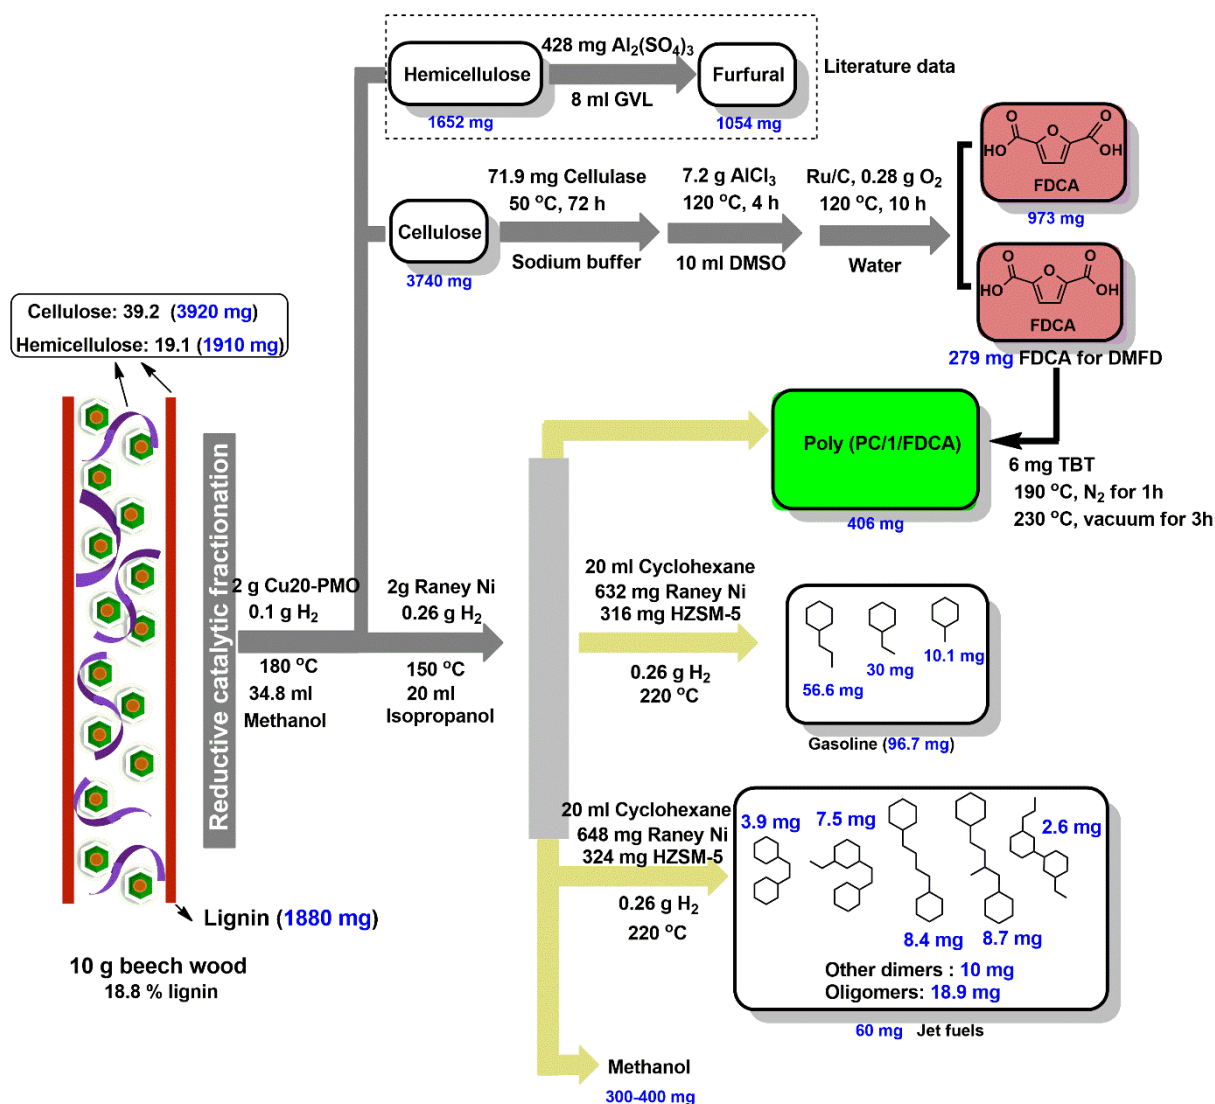 428 mg Al2(SO4)3
Hemicellulose
Furfural
Literature data
8 ml GVL
1652 mg
1054 mg
71.9 mg Cellulase
7.2 g AlCl3
Ru/C, 0.28 g O2
50 °C, 72 h
120 °C, 4 h
120 °C, 10 h
Cellulose
Sodium buffer
10 ml DMSO
Water
3740 mg
O
O
O
HO
OH
FDCA
973 mg
O
O
O
HO
OH
FDCA
279 mg FDCA for DMFD
Cellulose: 39.2 (3920 mg)
Hemicellulose: 19.1 (1910 mg)
Reductive catalytic fractionation
Poly (PC/1/FDCA)
406 mg
6 mg TBT
190 °C, N2 for 1h
230 °C, vacuum for 3h
2 g Cu20-PMO
0.1 g H2
180 °C
34.8 ml
Methanol
2g Raney Ni
0.26 g H2
150 °C
20 ml
Isopropanol
20 ml Cyclohexane
632 mg Raney Ni
316 mg HZSM-5
0.26 g H2
220 °C
56.6 mg
30 mg
10.1 mg
Gasoline (96.7 mg)
20 ml Cyclohexane
648 mg Raney Ni
324 mg HZSM-5
0.26 g H2
220 °C
3.9 mg
7.5 mg
2.6 mg
8.4 mg
8.7 mg
Other dimers : 10 mg
Oligomers: 18.9 mg
60 mg Jet fuels
Lignin (1880 mg)
10 g beech wood
18.8 % lignin
Methanol
300-400 mg